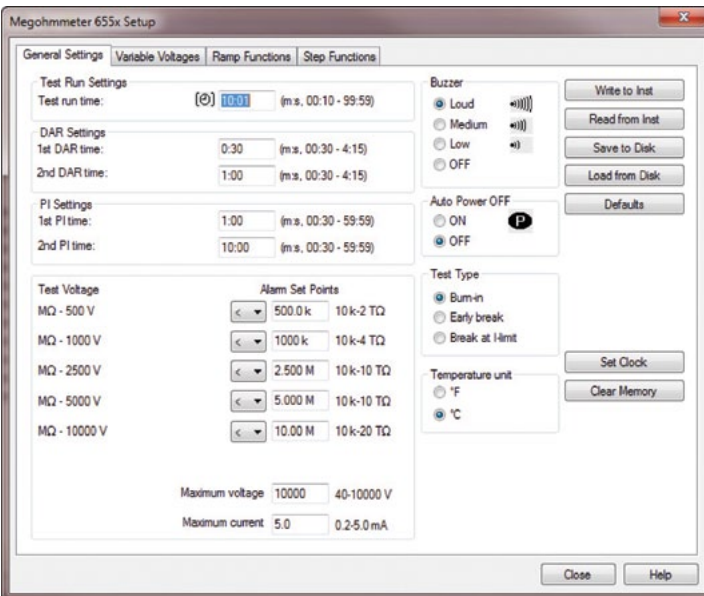 Megohmmeter 655x Setup
General Settings
Variable Voltages
Ramp Functions
Step Functions
Test Run Settings
Test run time: 10:01 (m:s, 00:10 - 99:59)
DAR Settings
1st DAR time: 0:30 (m:s, 00:30 - 4:15)
2nd DAR time: 1:00 (m:s, 00:30 - 4:15)
PI Settings
1st PI time: 1:00 (m:s, 00:30 - 59:59)
2nd PI time: 10:00 (m:s, 00:30 - 59:59)
Test Voltage Alarm Set Points
MΩ - 500 V < 500.0 k 10 k-2 TΩ
MΩ - 1000 V < 1000 k 10 k-4 TΩ
MΩ - 2500 V < 2.500 M 10 k-10 TΩ
MΩ - 5000 V < 5.000 M 10 k-10 TΩ
MΩ - 10000 V < 10.00 M 10 k-20 TΩ
Maximum voltage 10000 40-10000 V
Maximum current 5.0 0.2-5.0 mA
Buzzer
Loud
Medium
Low
OFF
Auto Power OFF
ON P
OFF
Test Type
Burn-in
Early break
Break at I-limit
Temperature unit
°F
°C
Write to Inst
Read from Inst
Save to Disk
Load from Disk
Defaults
Set Clock
Clear Memory
Close
Help